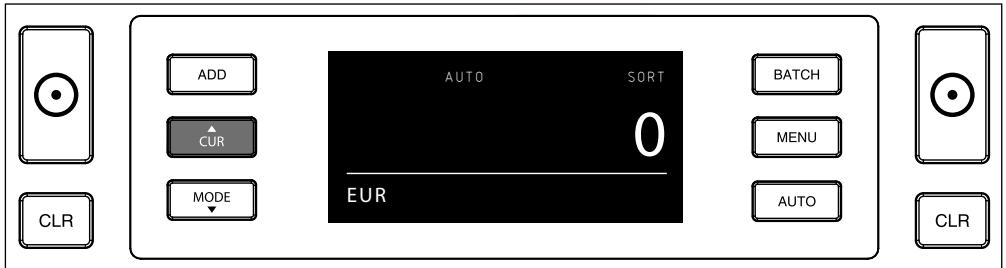 ADD
AUTO SORT
BATCH
CUR
0
MENU
MODE
EUR
AUTO
CLR
CLR